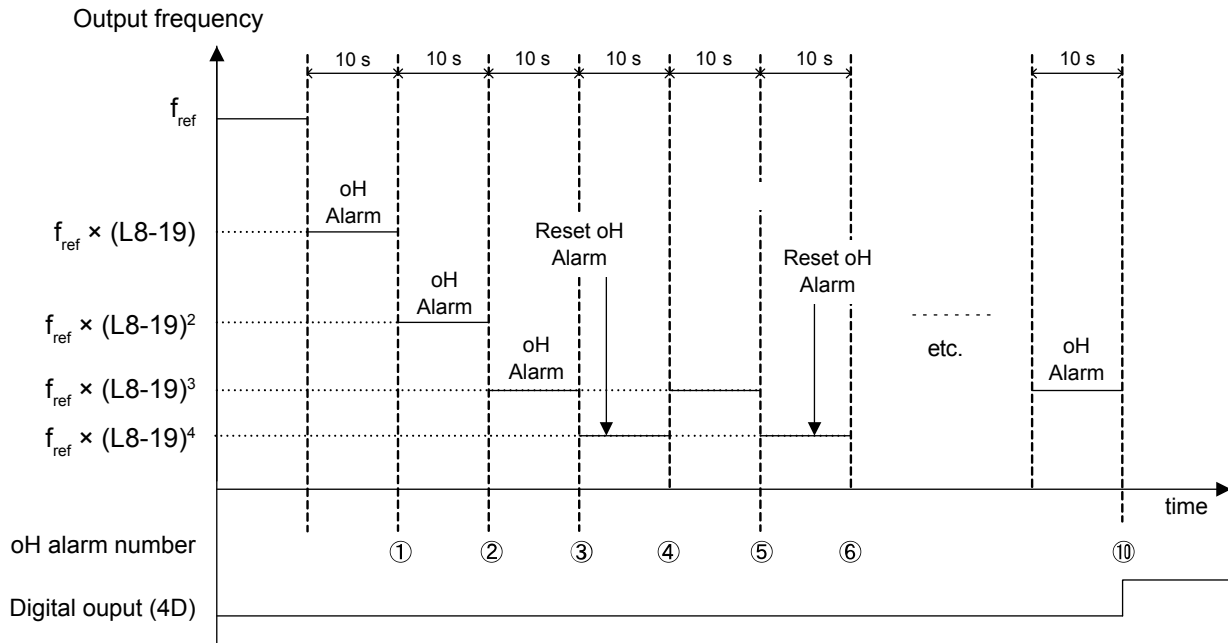 Output frequency
10 s
10 s
10 s
10 s
10 s
10 s
10 s
f_ref
oH
Alarm
f_ref × (L8-19)
Reset oH
Alarm
Reset oH
Alarm
oH
Alarm
f_ref × (L8-19)²
etc.
oH
Alarm
oH
Alarm
f_ref × (L8-19)³
f_ref × (L8-19)⁴
time
oH alarm number
① ② ③ ④ ⑤ ⑥ ⑩
Digital ouput (4D)